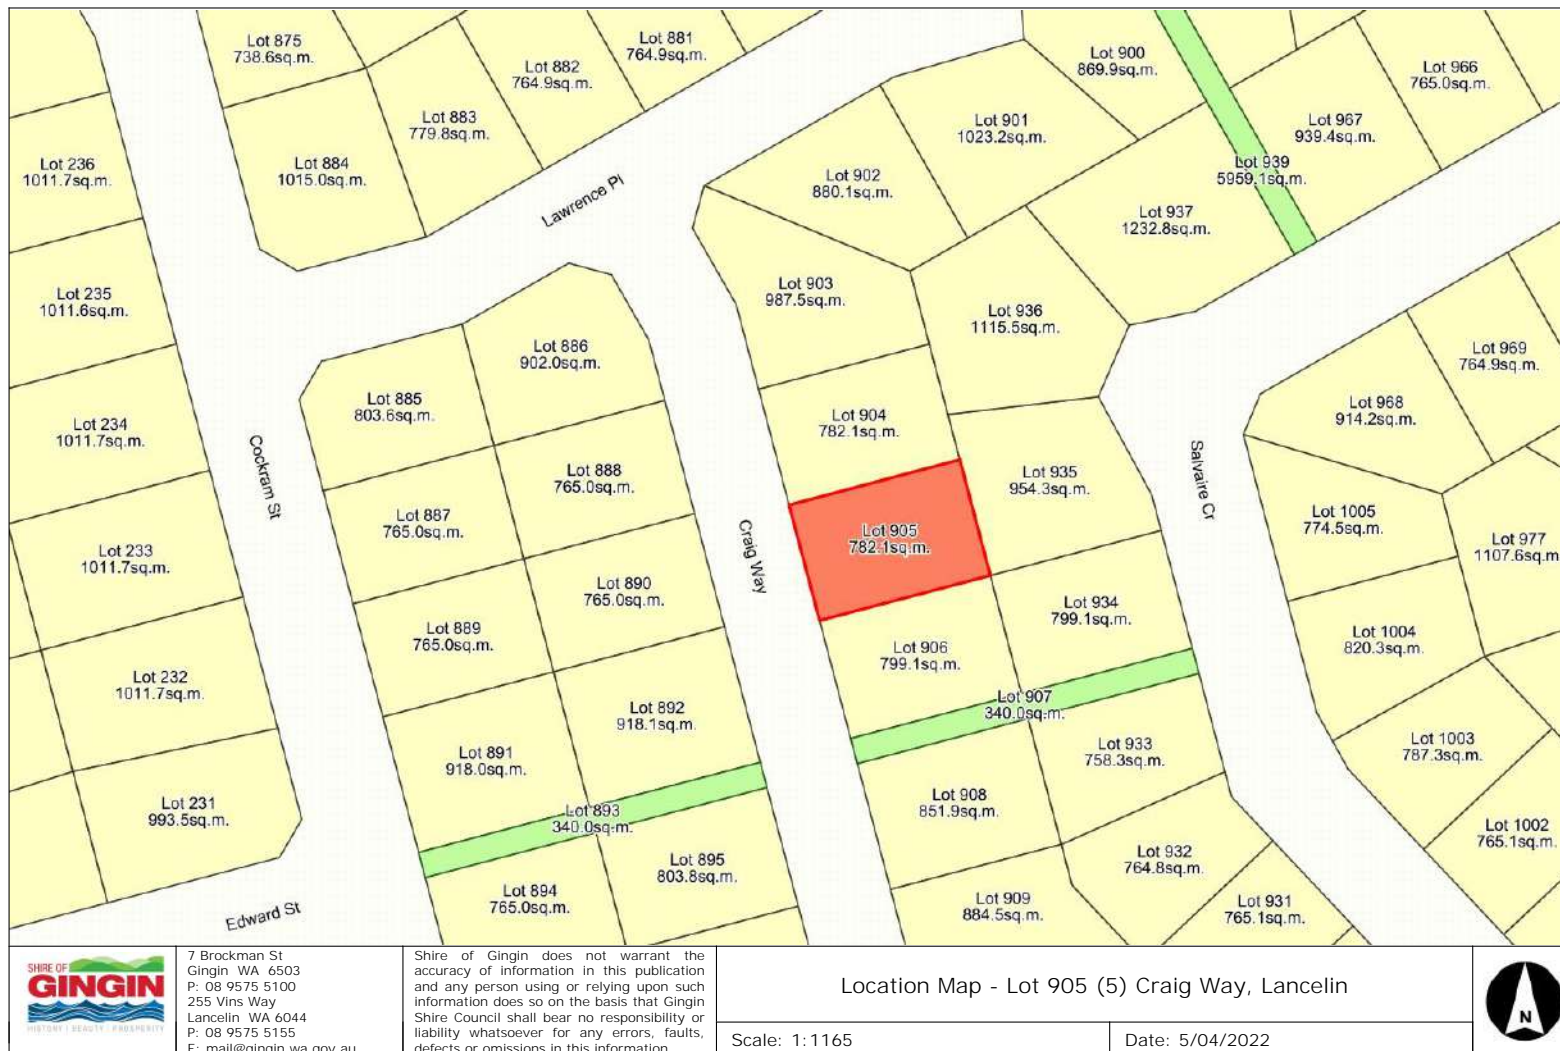 Lot 875
738.6sq.m.
Lot 881
764.9sq.m.
Lot 882
764.9sq.m.
Lot 883
779.8sq.m.
Lot 884
1015.0sq.m.
Lot 900
869.9sq.m.
Lot 966
765.0sq.m.
Lot 901
1023.2sq.m.
Lot 967
939.4sq.m.
Lot 939
5959.1sq.m.
Lot 236
1011.7sq.m.
Lot 902
880.1sq.m.
Lawrence Pl
Lot 937
1232.8sq.m.
Lot 235
1011.6sq.m.
Lot 903
987.5sq.m.
Lot 936
1115.5sq.m.
Lot 886
902.0sq.m.
Lot 969
764.9sq.m.
Lot 885
803.6sq.m.
Lot 904
782.1sq.m.
Lot 968
914.2sq.m.
Lot 234
1011.7sq.m.
Cockram St
Lot 888
765.0sq.m.
Lot 935
954.3sq.m.
Salvaire Cr
Lot 887
765.0sq.m.
Craig Way
Lot 905
782.1sq.m.
Lot 1005
774.5sq.m.
Lot 977
1107.6sq.m
Lot 233
1011.7sq.m.
Lot 890
765.0sq.m.
Lot 934
799.1sq.m.
Lot 889
765.0sq.m.
Lot 906
799.1sq.m.
Lot 1004
820.3sq.m.
Lot 232
1011.7sq.m.
Lot 892
918.1sq.m.
Lot 907
340.0sq.m.
Lot 891
918.0sq.m.
Lot 933
758.3sq.m.
Lot 1003
787.3sq.m.
Lot 231
993.5sq.m.
Lot 893
340.0sq.m.
Lot 908
851.9sq.m.
Lot 1002
765.1sq.m.
Lot 895
803.8sq.m.
Lot 932
764.8sq.m.
Lot 894
765.0sq.m.
Lot 909
884.5sq.m.
Lot 931
765.1sq.m.
Edward St
SHIRE OF
GINGIN
HISTORY | BEAUTY | PROSPERITY
7 Brockman St
Gingin WA 6503
P: 08 9575 5100
255 Vins Way
Lancelin WA 6044
P: 08 9575 5155
E: mail@gingin.wa.gov.au
Shire of Gingin does not warrant the
accuracy of information in this publication
and any person using or relying upon such
information does so on the basis that Gingin
Shire Council shall bear no responsibility or
liability whatsoever for any errors, faults,
defects or omissions in this information.
Location Map - Lot 905 (5) Craig Way, Lancelin
Scale: 1:1165
Date: 5/04/2022
N